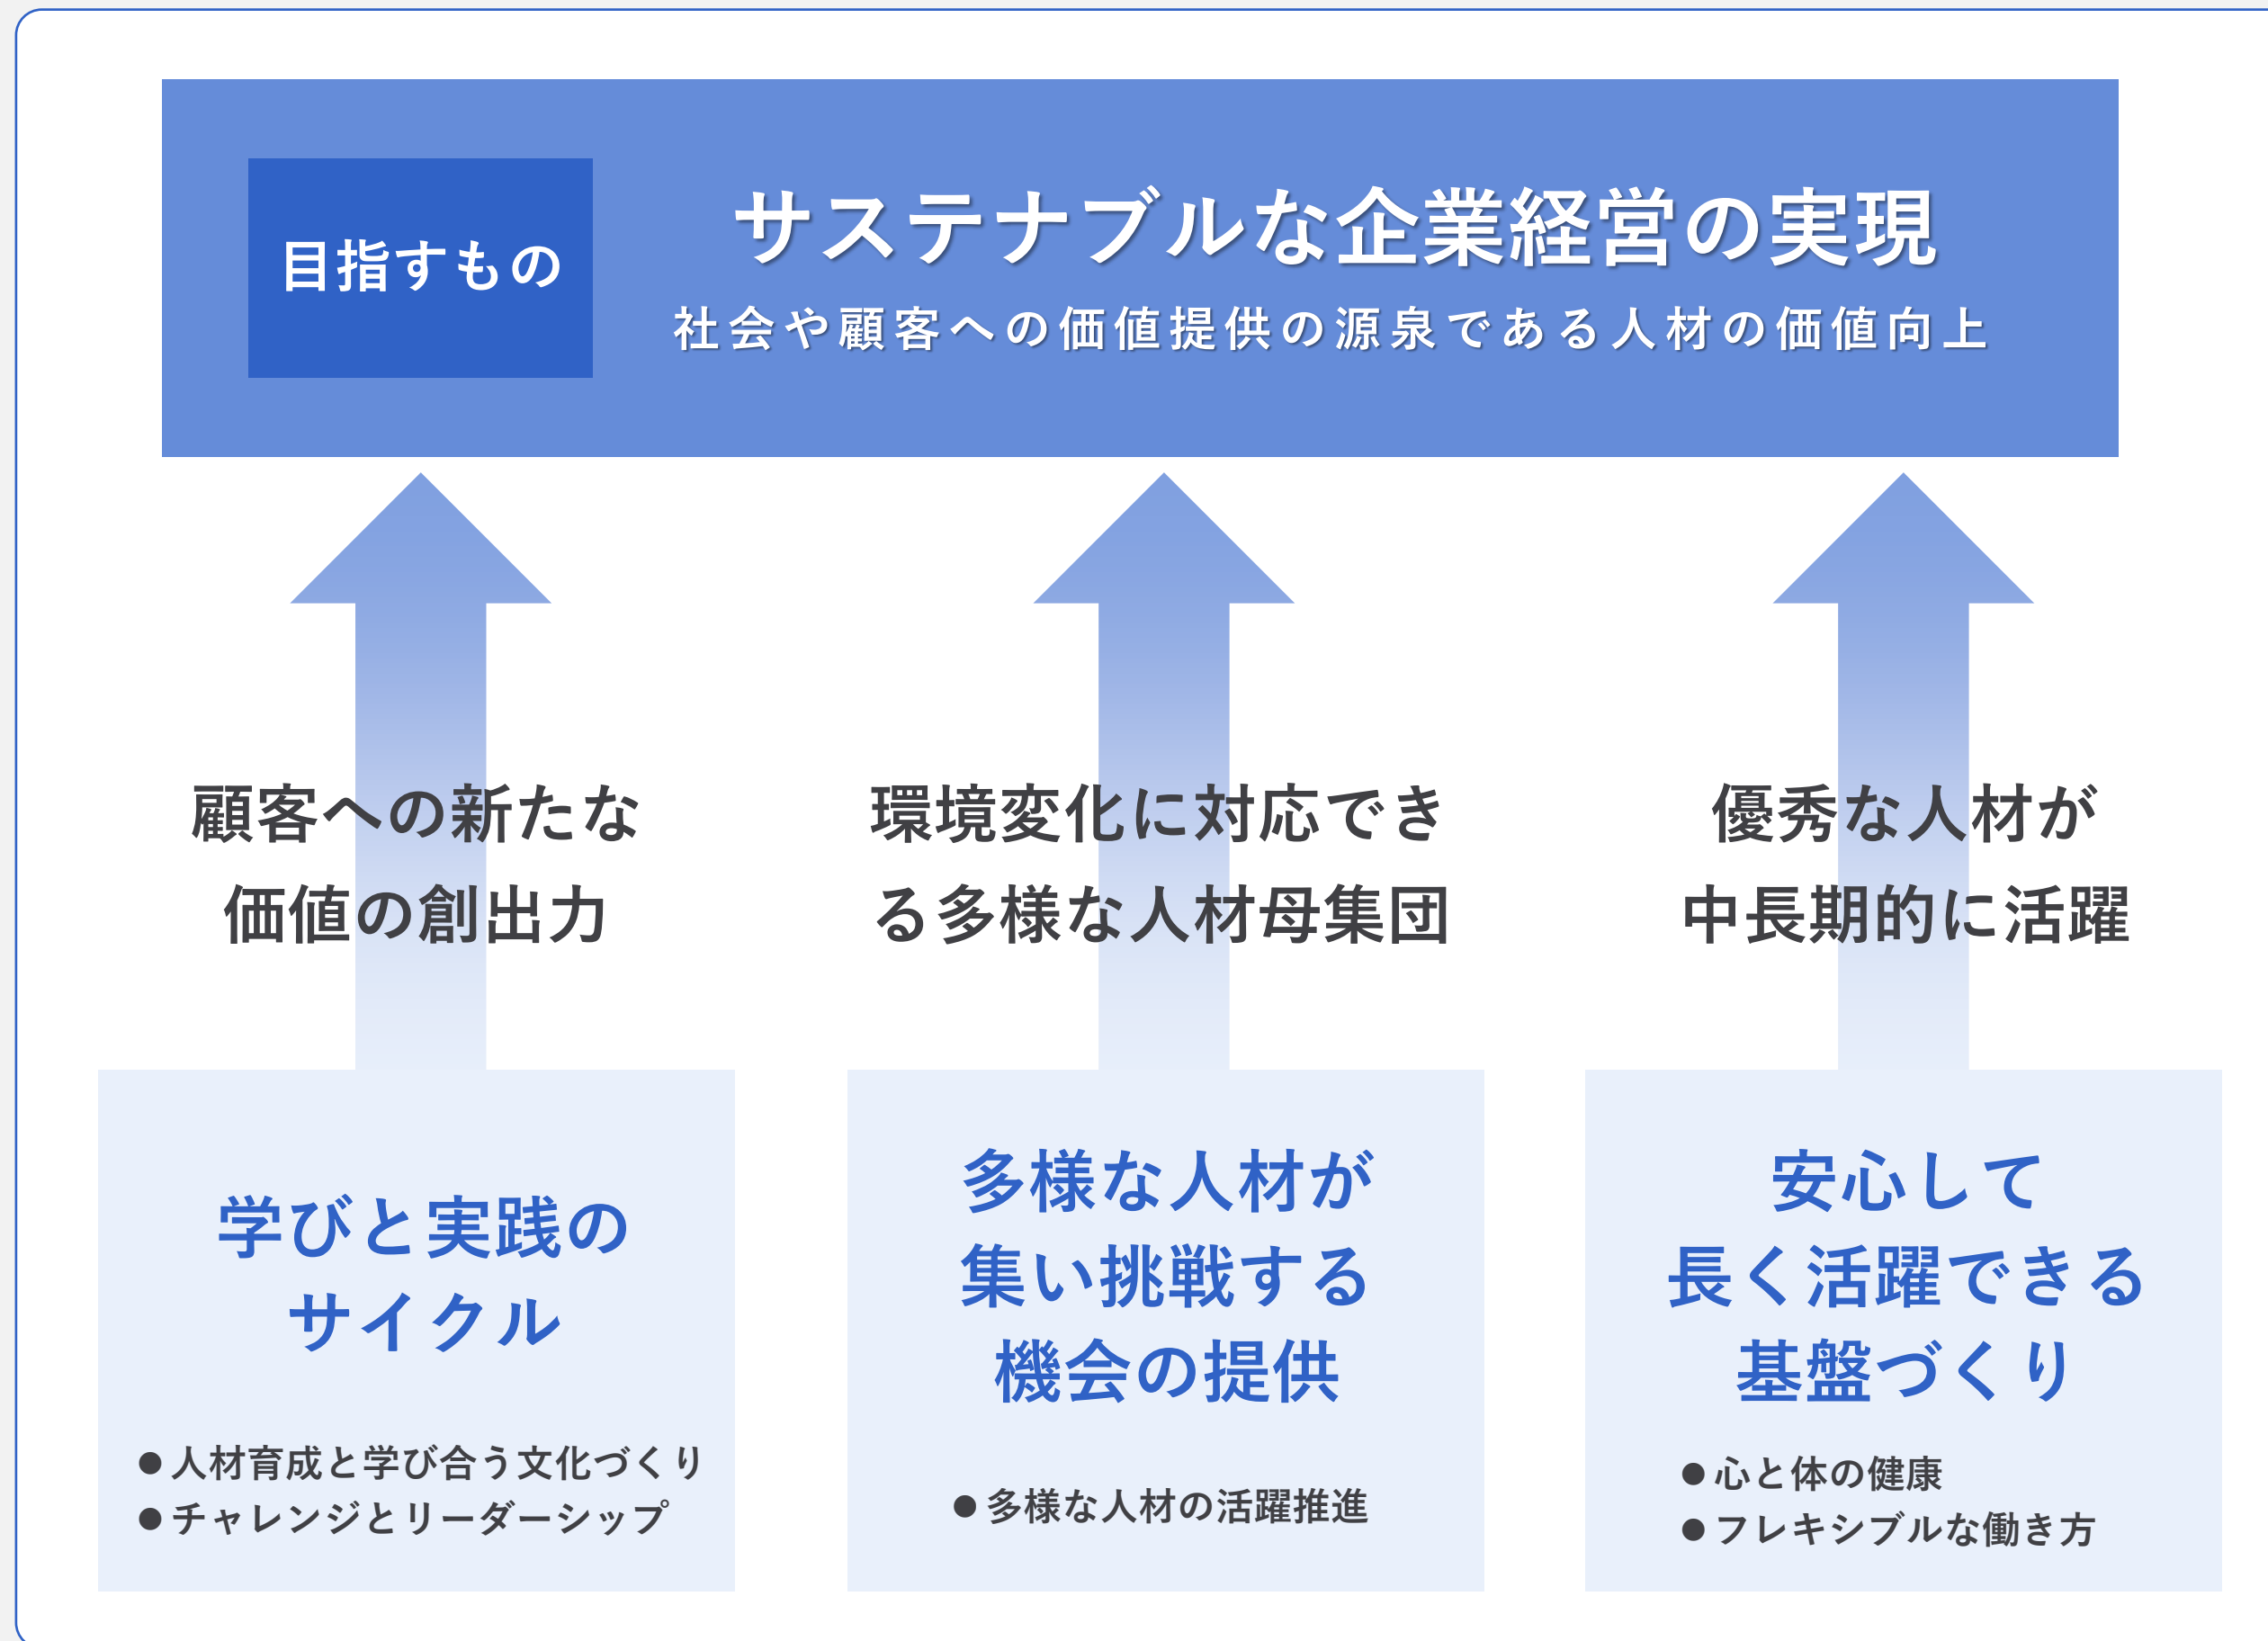 目指すもの
サステナブルな企業経営の実現
社会や顧客への価値提供の源泉である人材の価値向上
顧客への新たな
価値の創出力
環境変化に対応でき
る多様な人材母集団
優秀な人材が
中長期的に活躍
学びと実践の
サイクル
● 人材育成と学び合う文化づくり
● チャレンジとリーダーシップ
多様な人材が
集い挑戦する
機会の提供
● 多様な人材の活躍推進
安心して
長く活躍できる
基盤づくり
● 心と体の健康
● フレキシブルな働き方